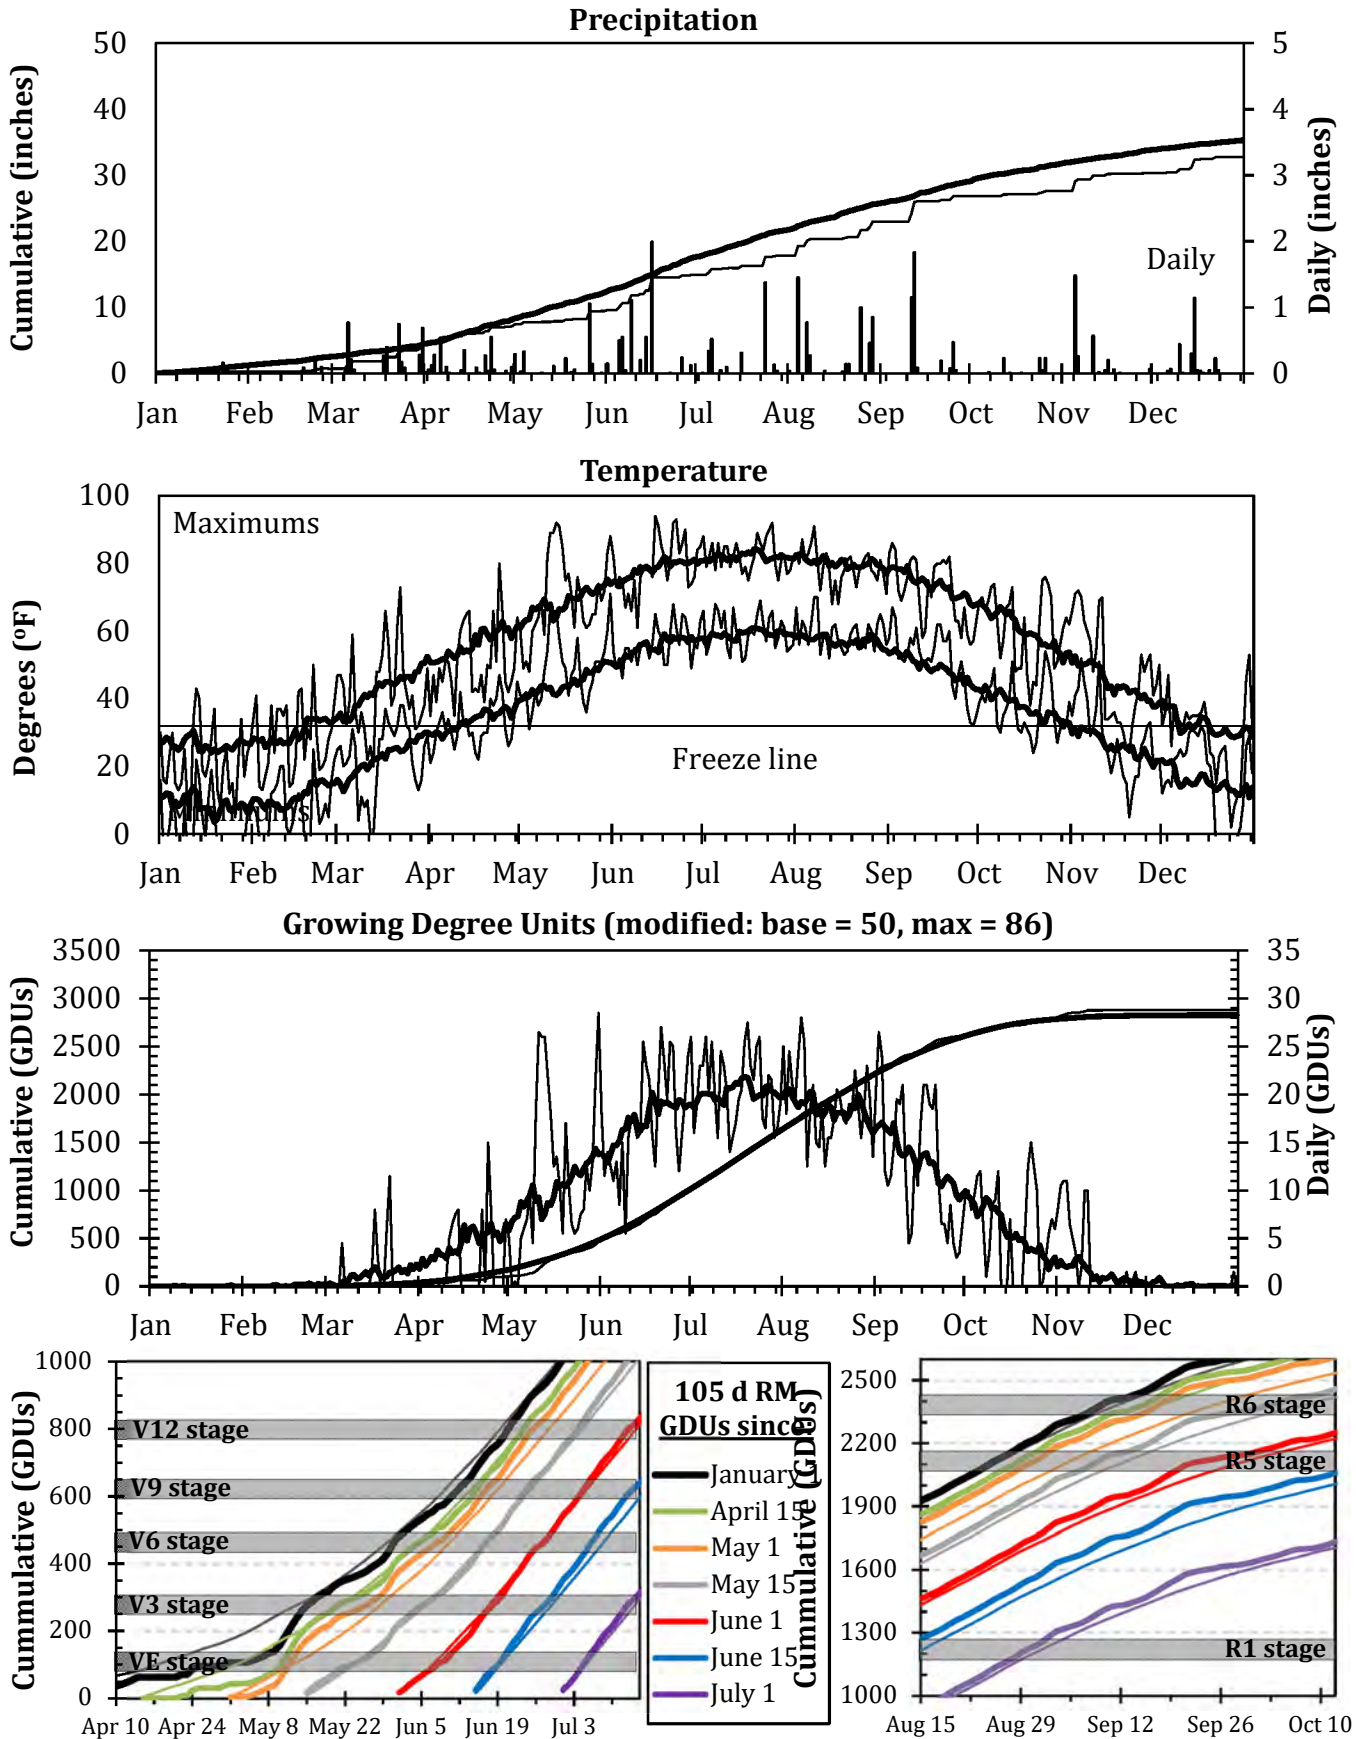 Precipitation
50
40
30
20
10
0
Cumulative (inches)
5
4
3
2
1
0
Daily (inches)
Daily
Jan Feb Mar Apr May Jun Jul Aug Sep Oct Nov Dec
Temperature
100
80
60
40
20
0
Degrees (ºF)
Maximums
Freeze line
Minimums
Jan Feb Mar Apr May Jun Jul Aug Sep Oct Nov Dec
Growing Degree Units (modified: base = 50, max = 86)
3500
3000
2500
2000
1500
1000
500
0
Cumulative (GDUs)
35
30
25
20
15
10
5
0
Daily (GDUs)
Jan Feb Mar Apr May Jun Jul Aug Sep Oct Nov Dec
1000
800
600
400
200
0
Cummulative (GDUs)
V12 stage
V9 stage
V6 stage
V3 stage
VE stage
Apr 10 Apr 24 May 8 May 22 Jun 5 Jun 19 Jul 3
105 d RM
GDUs since
January 1
April 15
May 1
May 15
June 1
June 15
July 1
Cummulative (GDUs)
2500
2200
1900
1600
1300
1000
R6 stage
R5 stage
R1 stage
Aug 15 Aug 29 Sep 12 Sep 26 Oct 10